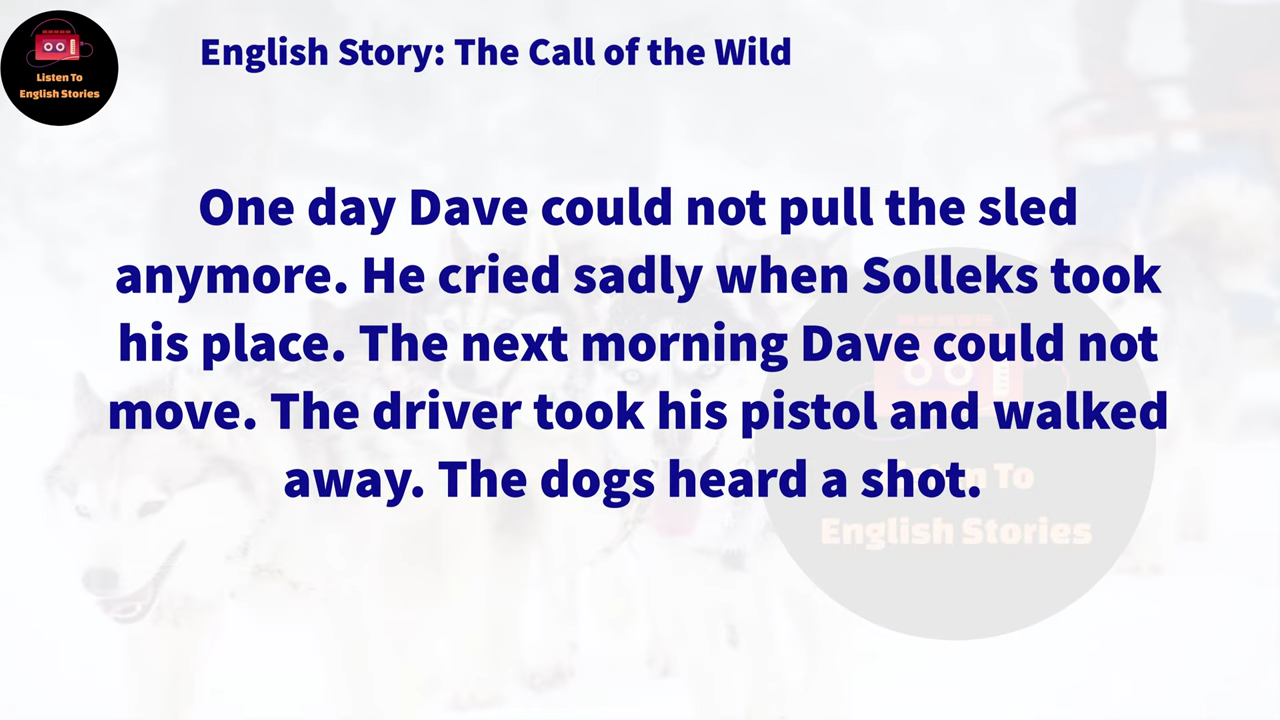 Listen To
English Stories
English Story: The Call of the Wild
One day Dave could not pull the sled
anymore. He cried sadly when Solleks took
his place. The next morning Dave could not
move. The driver took his pistol and walked
away. The dogs heard a shot.
Listen To
English Stories